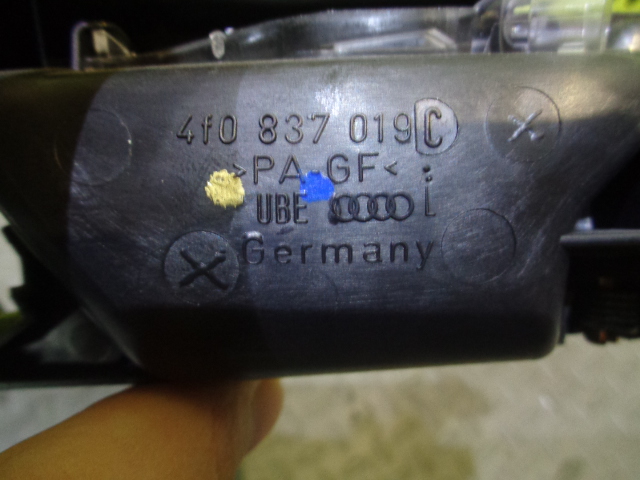 4f0 837 019 C
>PA-GF<
UBE
Germany